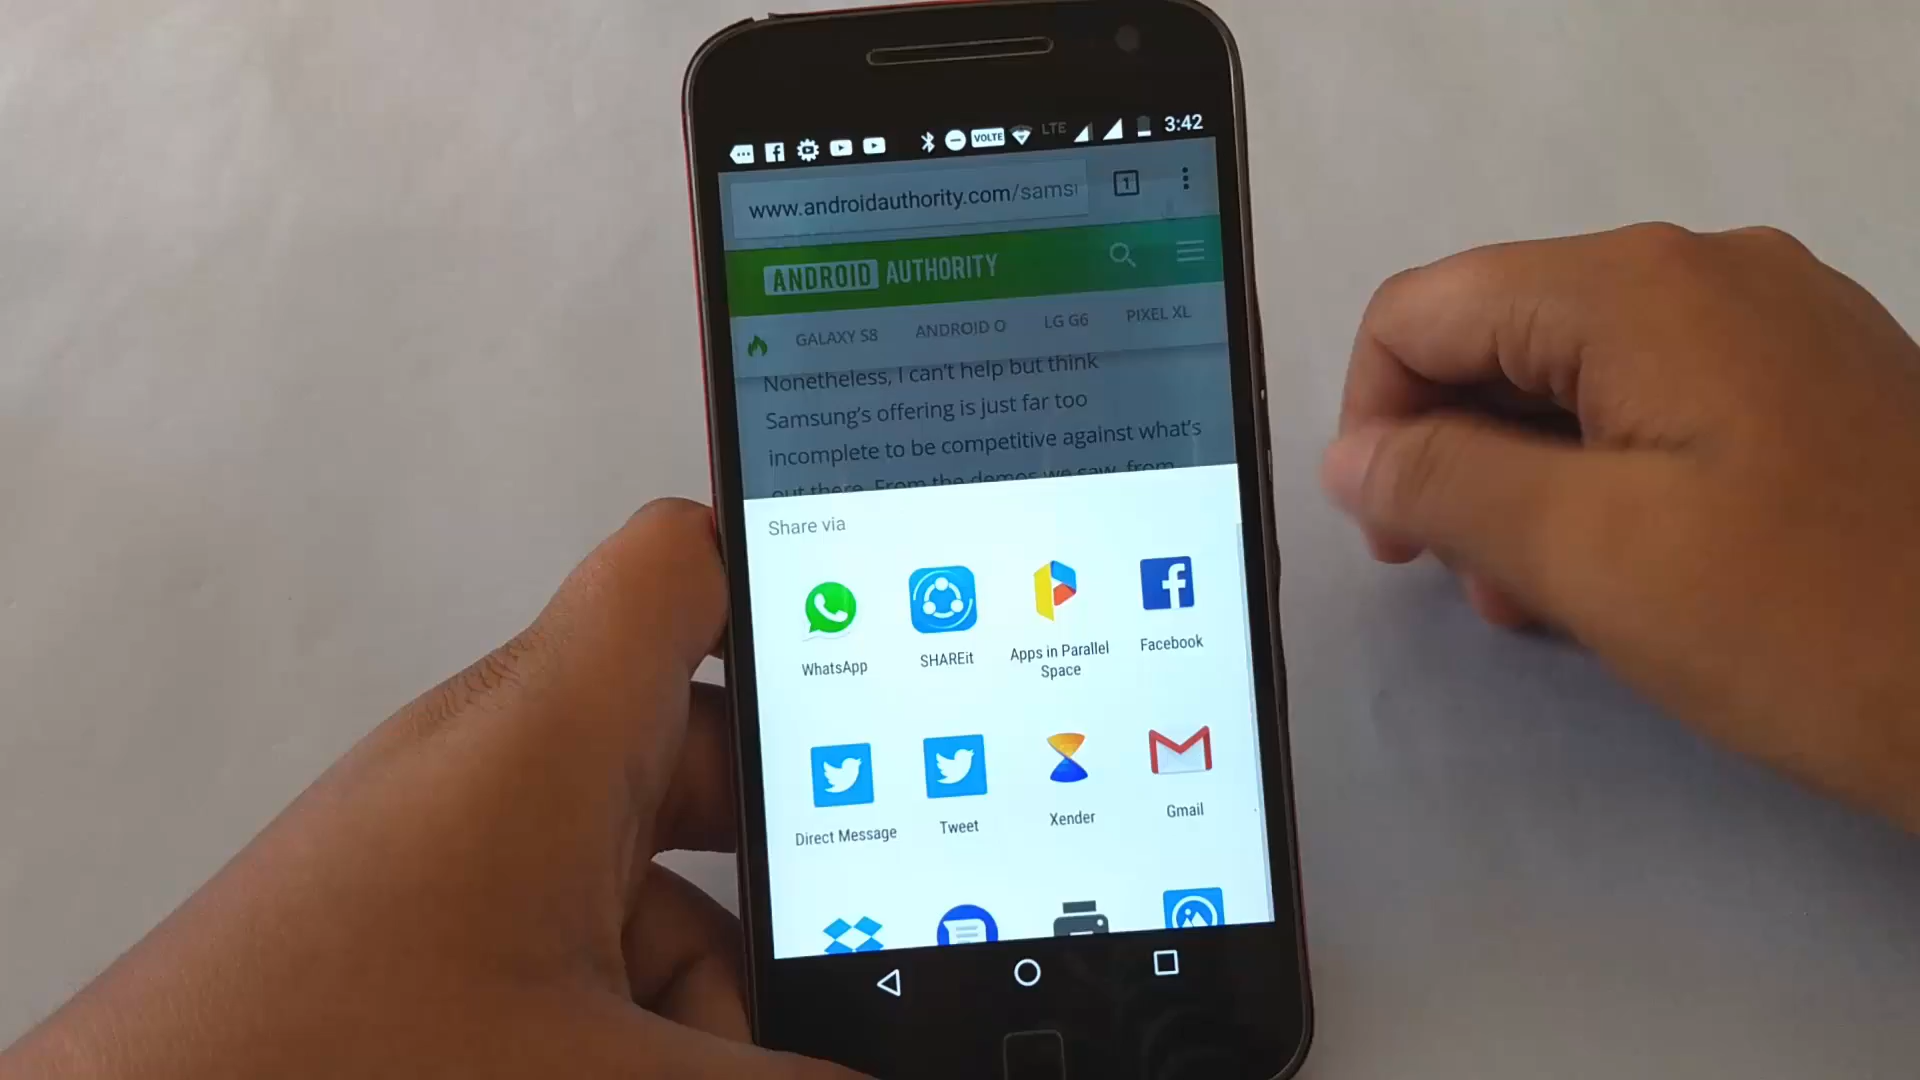 VOLTE LTE 3:42
www.androidauthority.com/sams
1
ANDROID AUTHORITY
GALAXY S8 ANDROID O LG G6 PIXEL XL
Nonetheless, I can't help but think
Samsung's offering is just far too
incomplete to be competitive against what's
out there. From the demos we saw, from
Share via
WhatsApp SHAREit Apps in Parallel Space Facebook
Direct Message Tweet Xender Gmail